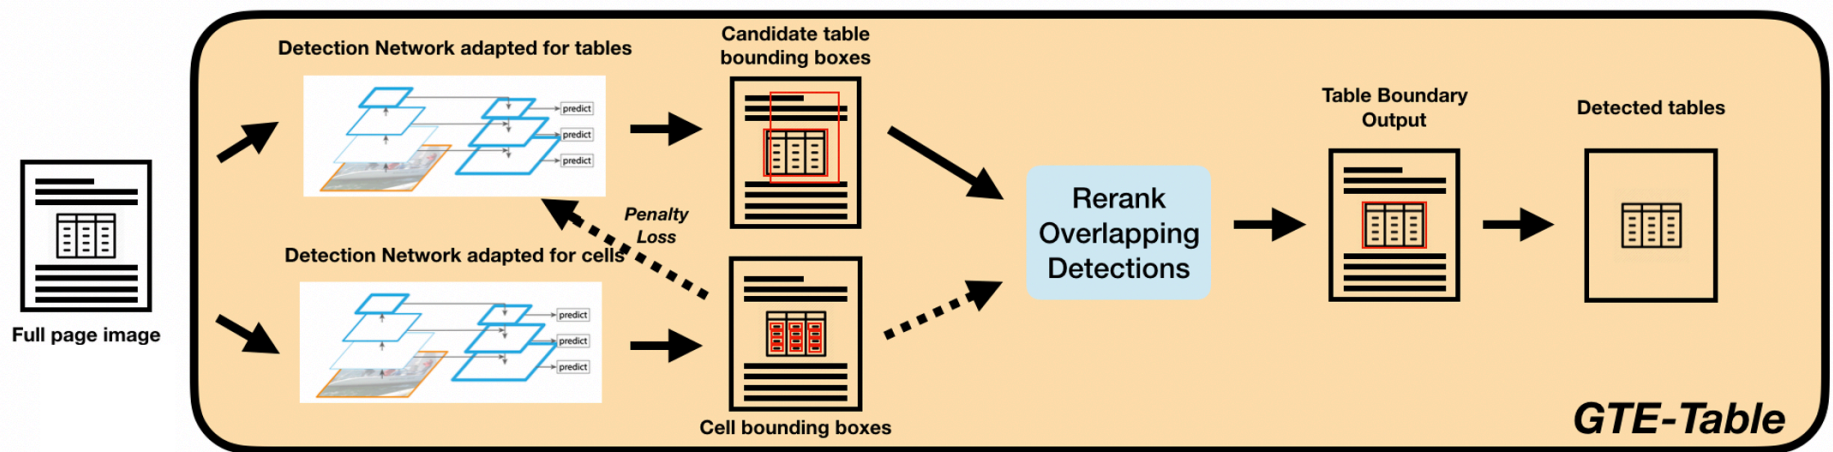 Full page image
Detection Network adapted for tables
predict
predict
predict
Detection Network adapted for cells
predict
predict
predict
Penalty
Loss
Candidate table
bounding boxes
Cell bounding boxes
Rerank
Overlapping
Detections
Table Boundary
Output
Detected tables
GTE-Table